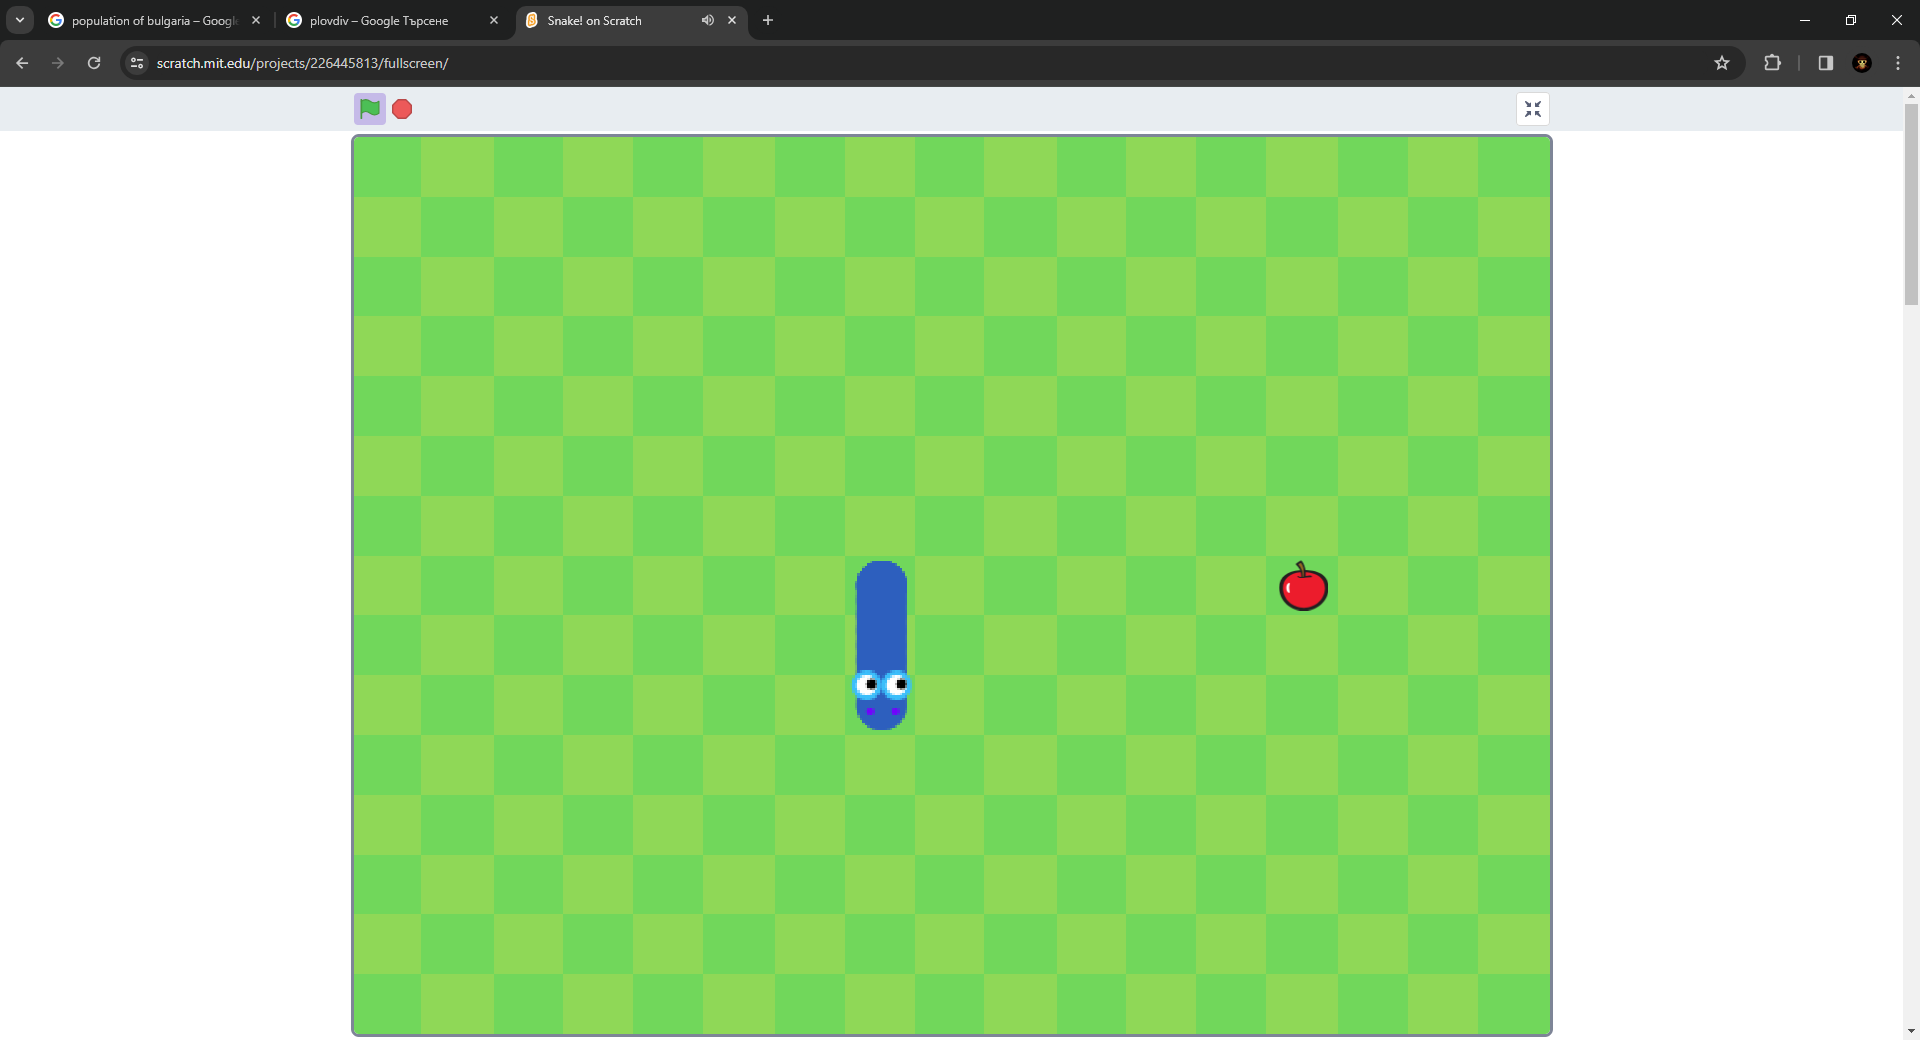 population of bulgaria – Googl
plovdiv – Google Търсене
Snake! on Scratch
scratch.mit.edu/projects/226445813/fullscreen/